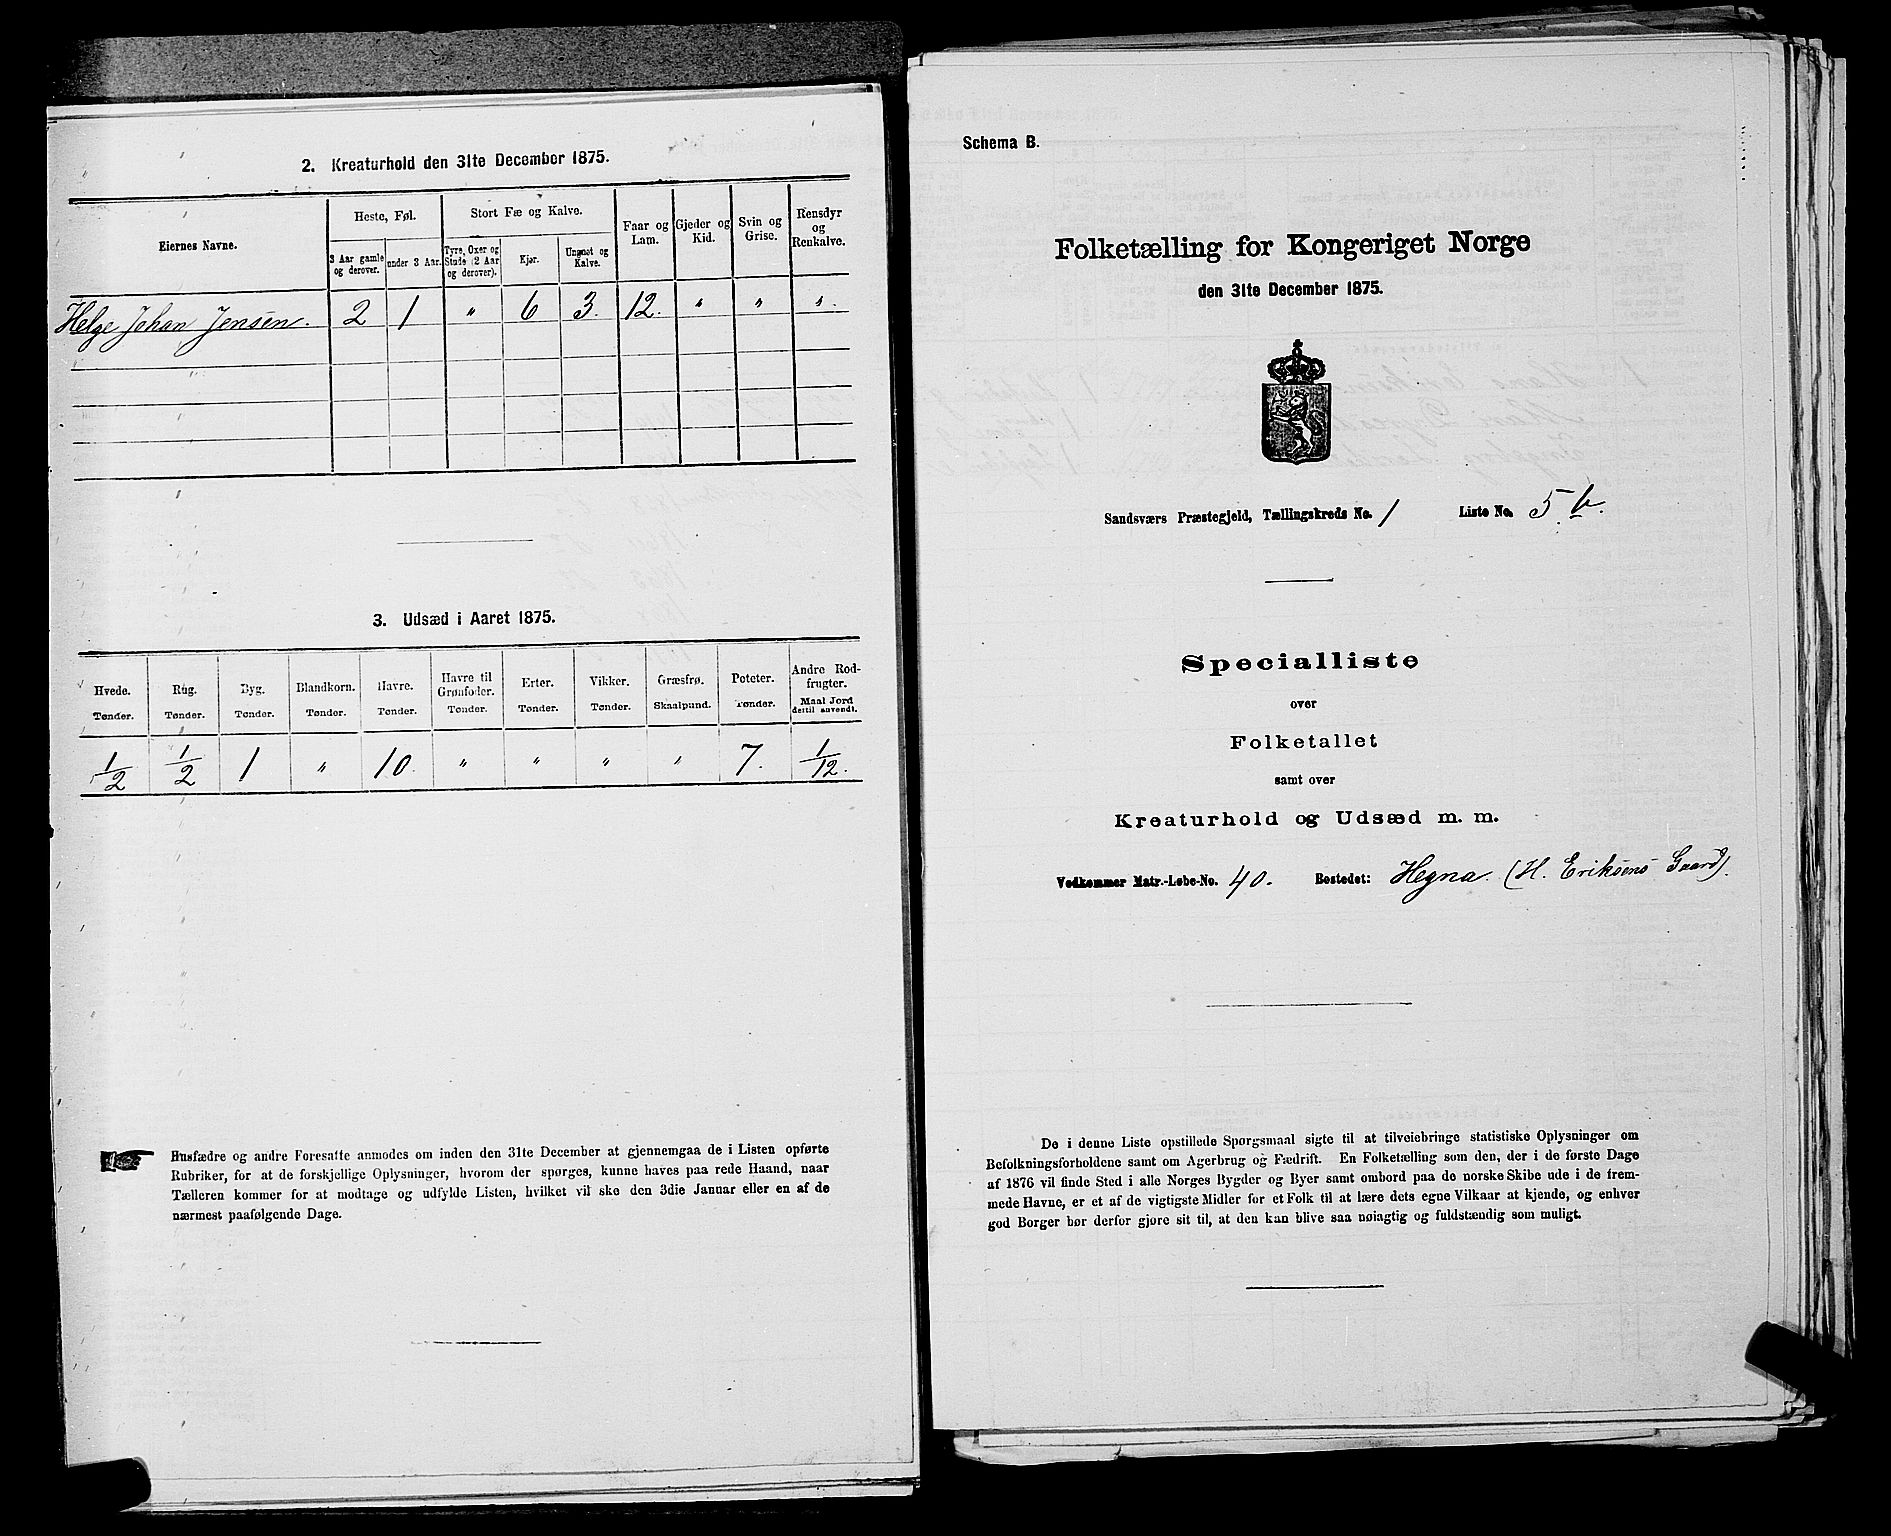 2. Kreaturhold den 31te December 1875.
Eiernes Navne.
Heste, Føl.
3 Aar gamle og derover.
under 3 Aar.
Stort Fæ og Kalve.
Tyre, Oxer og Stude (2 Aar og derover).
Kjør.
Ungnøt og Kalve.
Faar og Lam.
Gjeder og Kid.
Svin og Grise.
Rensdyr og Renkalve.
Helge Johan Jensen. 2 1 " 6 3. 12. " " ".
3. Udsæd i Aaret 1875.
Hvede. Tønder.
Rug. Tønder.
Byg. Tønder.
Blandkorn. Tønder.
Havre. Tønder.
Havre til Grønfoder. Tønder.
Erter. Tønder.
Vikker. Tønder.
Græsfrø. Skaalpund.
Poteter. Tønder.
Andre Rodfrugter. Maal Jord dertil anvendt.
1/2 1/2 1 " 10. " " " " 7. 1/12.
Husfædre og andre Foresatte anmodes om inden den 31te December at gjennemgaa de i Listen opførte
Rubriker, for at de forskjellige Oplysninger, hvorom der spørges, kunne haves paa rede Haand, naar
Tælleren kommer for at modtage og udfylde Listen, hvilket vil ske den 3die Januar eller en af de
nærmest paafølgende Dage.
Schema B.
Folketælling for Kongeriget Norge
den 31te December 1875.
Sandsværs Præstegjeld, Tællingskreds No. 1 Liste No. 5.b.
Specialliste
over
Folketallet
samt over
Kreaturhold og Udsæd m. m.
Vedkommer Matr.-Løbe-No. 40. Bostedet: Hegna. (H. Eriksens Gaard).
De i denne Liste opstillede Spørgsmaal sigte til at tilveiebringe statistiske Oplysninger om
Befolkningsforholdene samt om Agerbrug og Fædrift. En Folketælling som den, der i de første Dage
af 1876 vil finde Sted i alle Norges Bygder og Byer samt ombord paa de norske Skibe ude i de frem-
mede Havne, er et af de vigtigste Midler for et Folk til at lære dets egne Vilkaar at kjende, og enhver
god Borger bør derfor gjøre sit til, at den kan blive saa nøiagtig og fuldstændig som muligt.